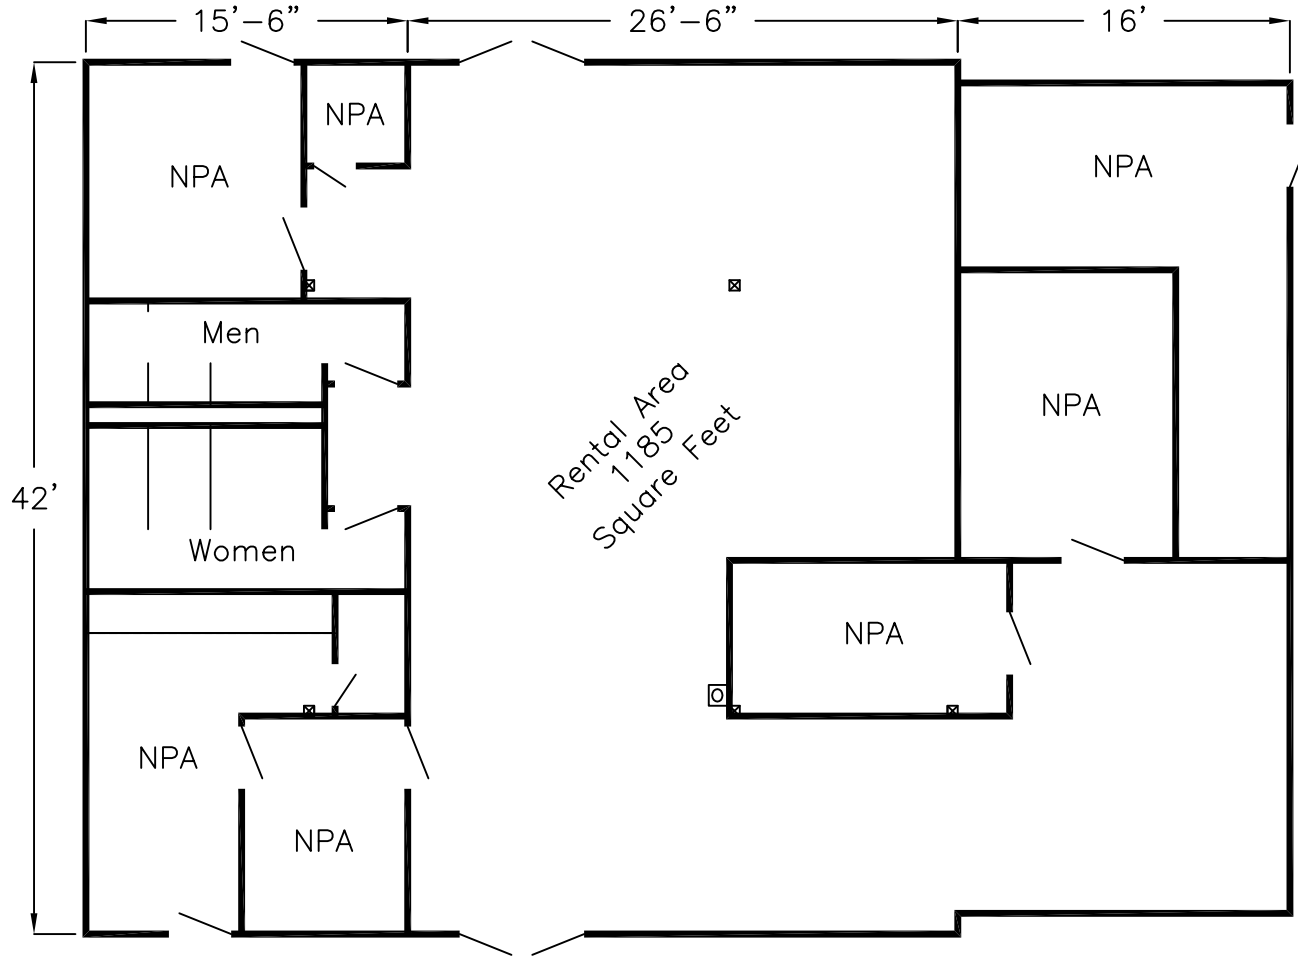 15'-6"
26'-6"
16'
NPA
NPA
NPA
Men
Rental Area
1185
Square Feet
NPA
42'
Women
NPA
NPA
NPA